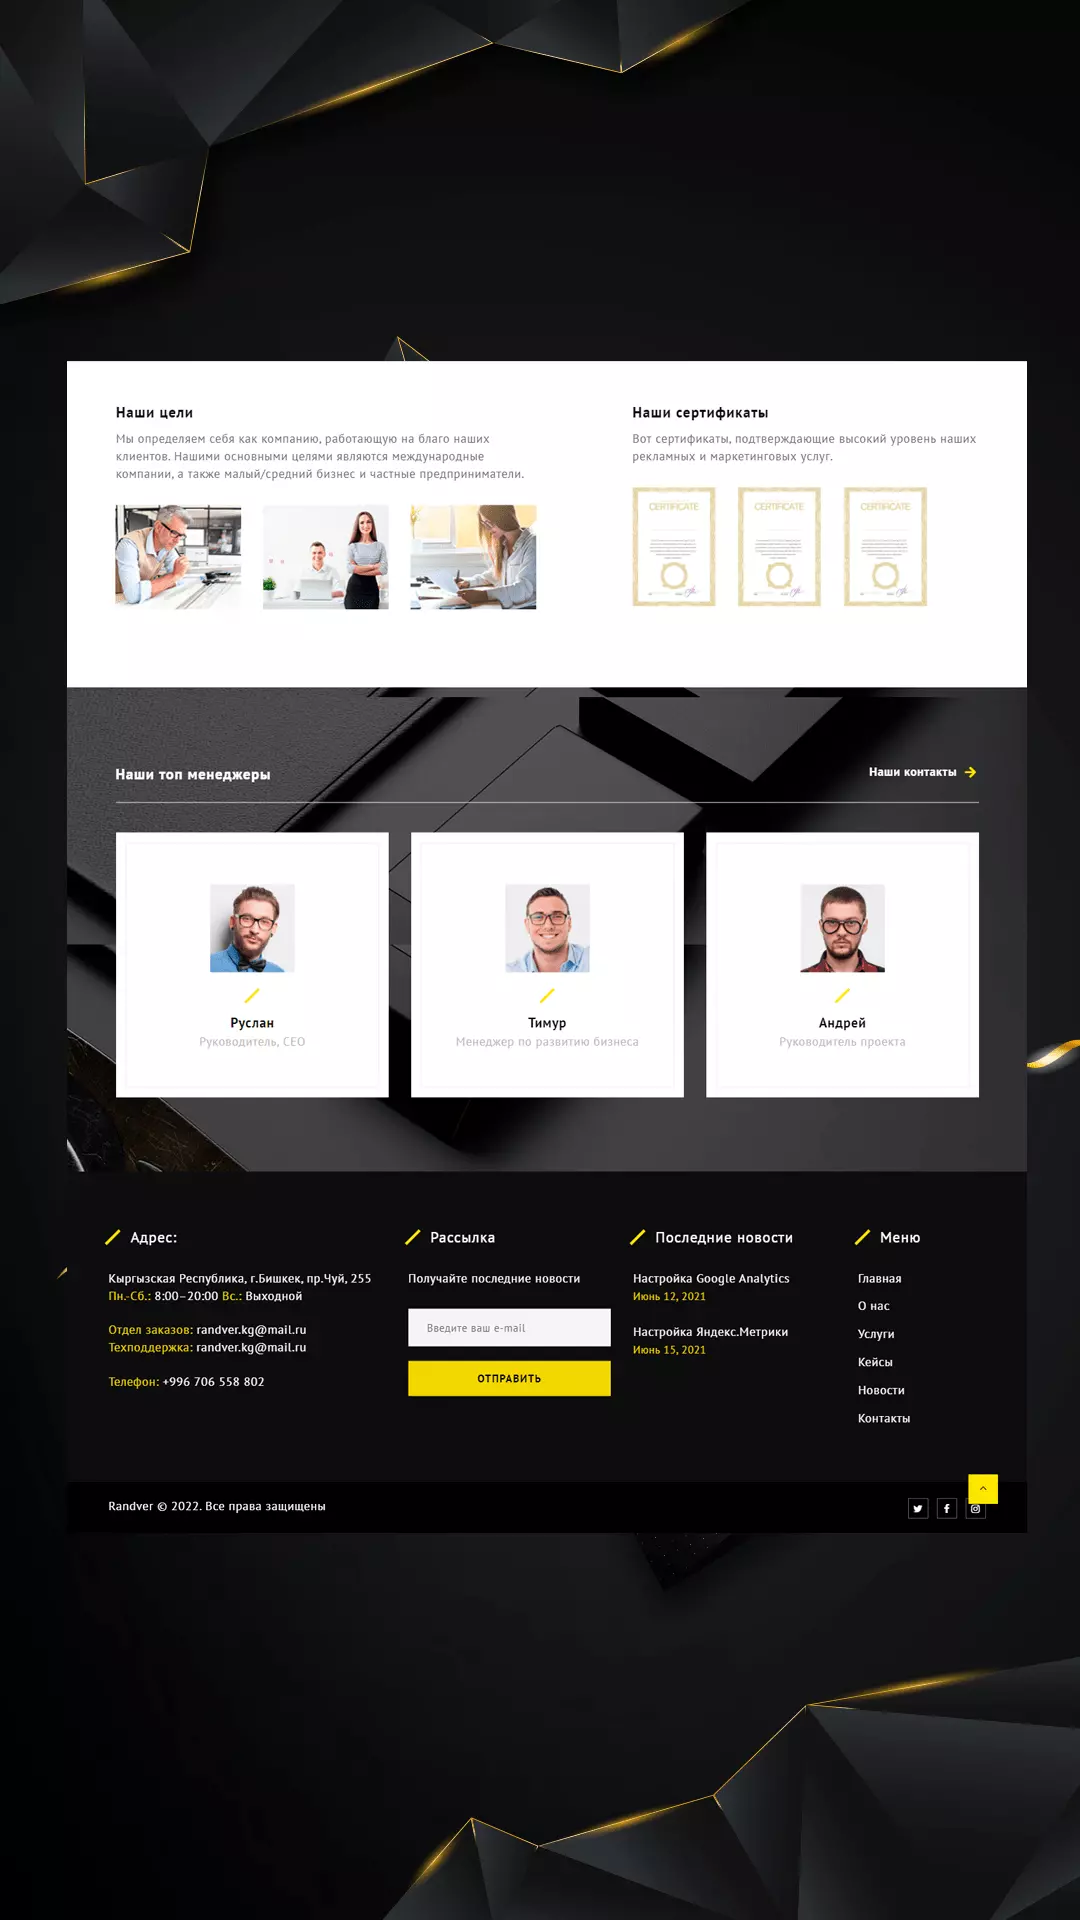 Наши цели
Мы определяем себя как компанию, работающую на благо наших
клиентов. Нашими основными целями являются международные
компании, а также малый/средний бизнес и частные предприниматели.
Наши сертификаты
Вот сертификаты, подтверждающие высокий уровень наших
рекламных и маркетинговых услуг.
CERTIFICATE
CERTIFICATE
CERTIFICATE
Наши топ менеджеры
Наши контакты
Руслан
Руководитель, CEO
Тимур
Менеджер по развитию бизнеса
Андрей
Руководитель проекта
Адрес:
Кыргызская Республика, г.Бишкек, пр.Чуй, 255
Пн.-Сб.: 8:00–20:00 Вс.: Выходной
Отдел заказов: randver.kg@mail.ru
Техподдержка: randver.kg@mail.ru
Телефон: +996 706 558 802
Рассылка
Получайте последние новости
Введите ваш e-mail
ОТПРАВИТЬ
Последние новости
Настройка Google Analytics
Июнь 12, 2021
Настройка Яндекс.Метрики
Июнь 15, 2021
Меню
Главная
О нас
Услуги
Кейсы
Новости
Контакты
Randver © 2022. Все права защищены